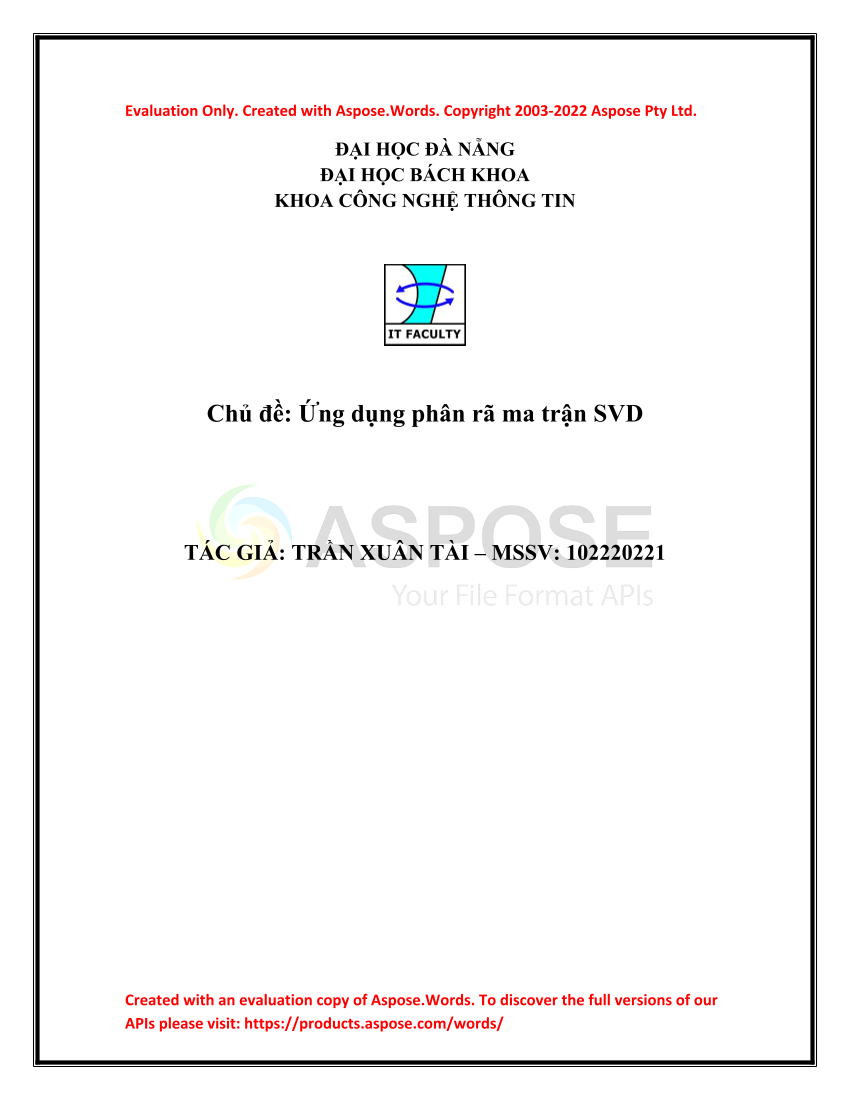 Evaluation Only. Created with Aspose.Words. Copyright 2003-2022 Aspose Pty Ltd.
ĐẠI HỌC ĐÀ NẴNG
ĐẠI HỌC BÁCH KHOA
KHOA CÔNG NGHỆ THÔNG TIN
IT FACULTY
Chủ đề: Ứng dụng phân rã ma trận SVD
ASPOSE
TÁC GIẢ: TRẦN XUÂN TÀI – MSSV: 102220221
Your File Format APIs
Created with an evaluation copy of Aspose.Words. To discover the full versions of our
APIs please visit: https://products.aspose.com/words/